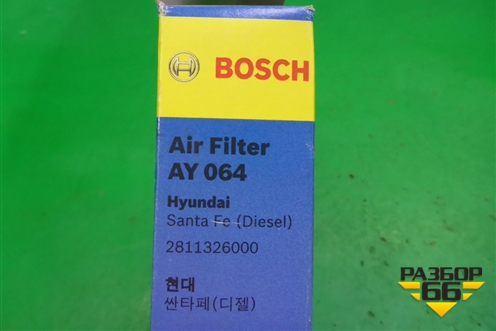 BOSCH
Air Filter
AY 064
Hyundai
Santa Fe (Diesel)
2811326000
현대
싼타페(디젤)
РАЗБОР
66